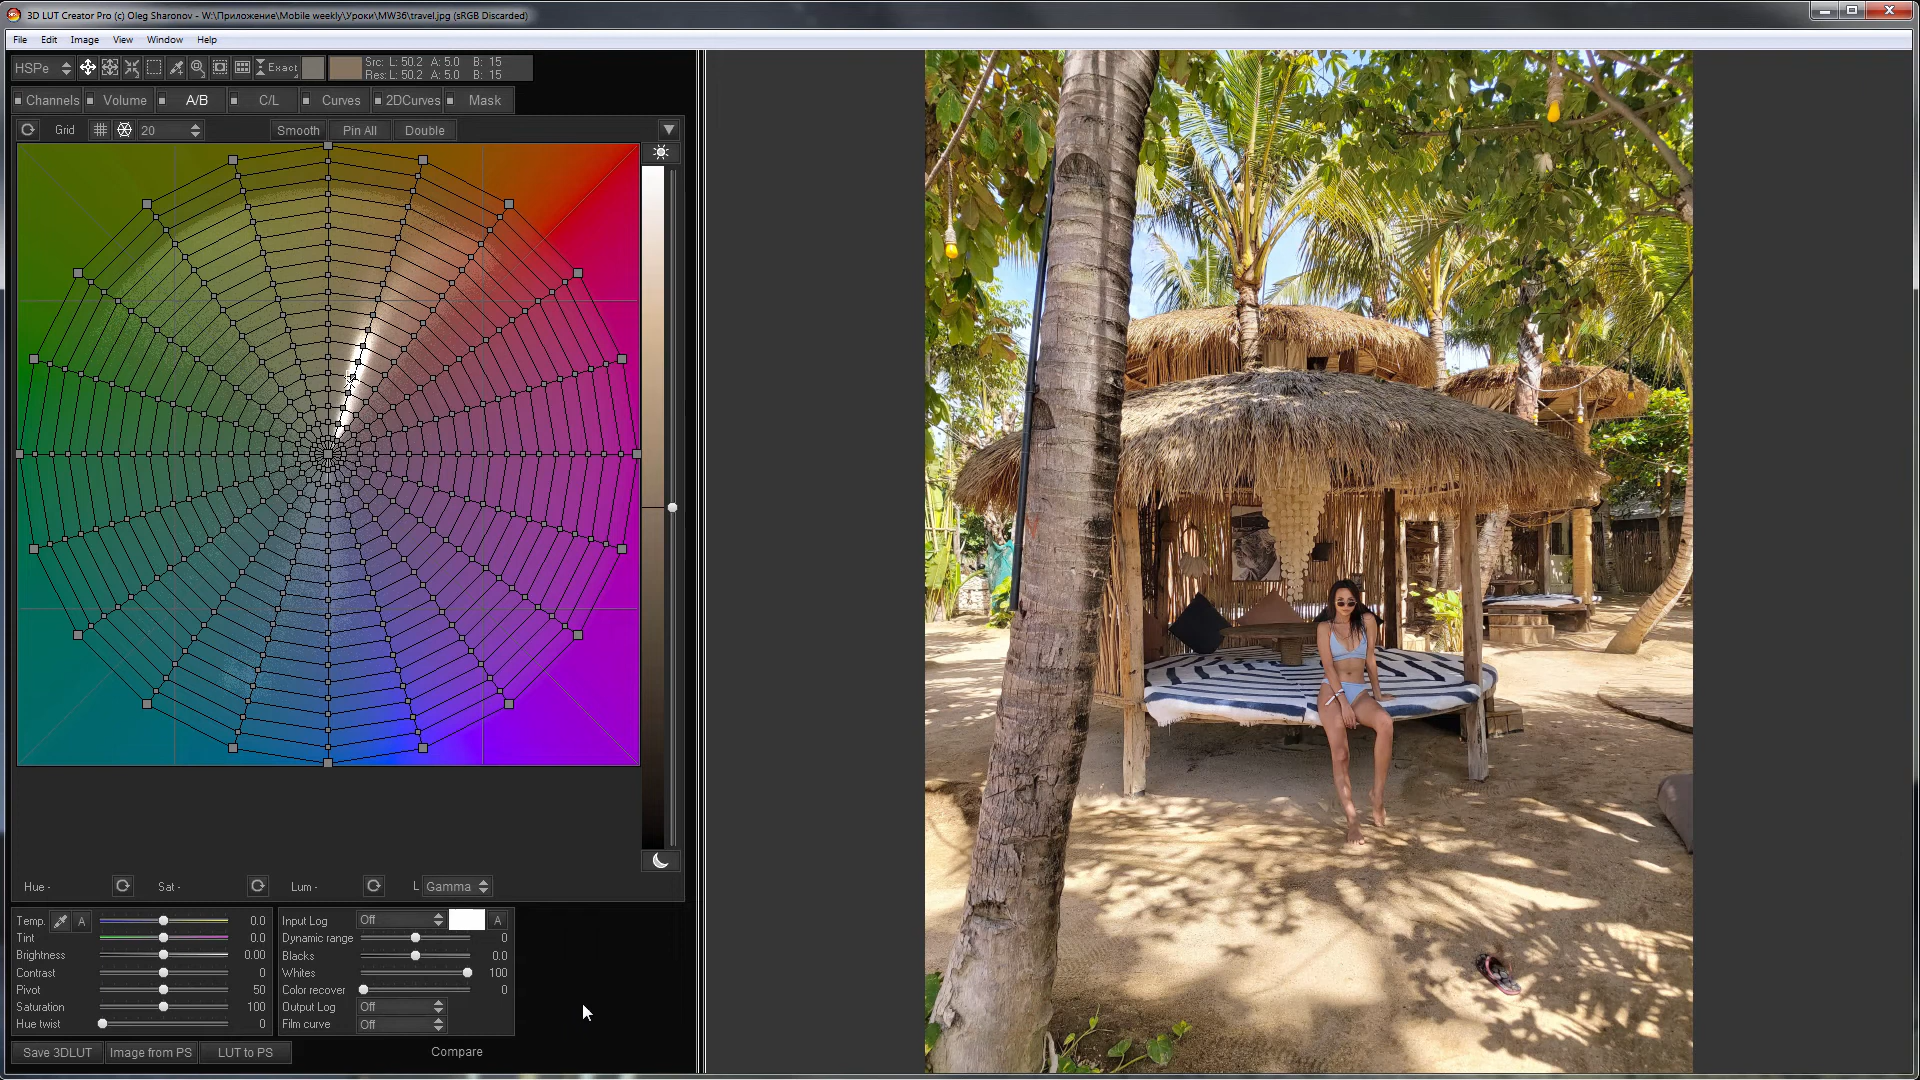 3D LUT Creator Pro (c) Oleg Sharonov - W:\Приложение\Mobile weekly\Уроки\MW36\travel.jpg (sRGB Discarded)
File Edit Image View Window Help
HSPe Exact Src: L: 50.2 A: 5.0 B: 15
Res: L: 50.2 A: 5.0 B: 15
Channels Volume A/B C/L Curves 2DCurves Mask
Grid 20 Smooth Pin All Double
Hue - Sat - Lum - L Gamma
Temp. A 0.0 Input Log Off A
Tint 0.0 Dynamic range 0
Brightness 0.00 Blacks 0.0
Contrast 0 Whites 100
Pivot 50 Color recover 0
Saturation 100 Output Log Off
Hue twist 0 Film curve Off
Save 3DLUT Image from PS LUT to PS Compare